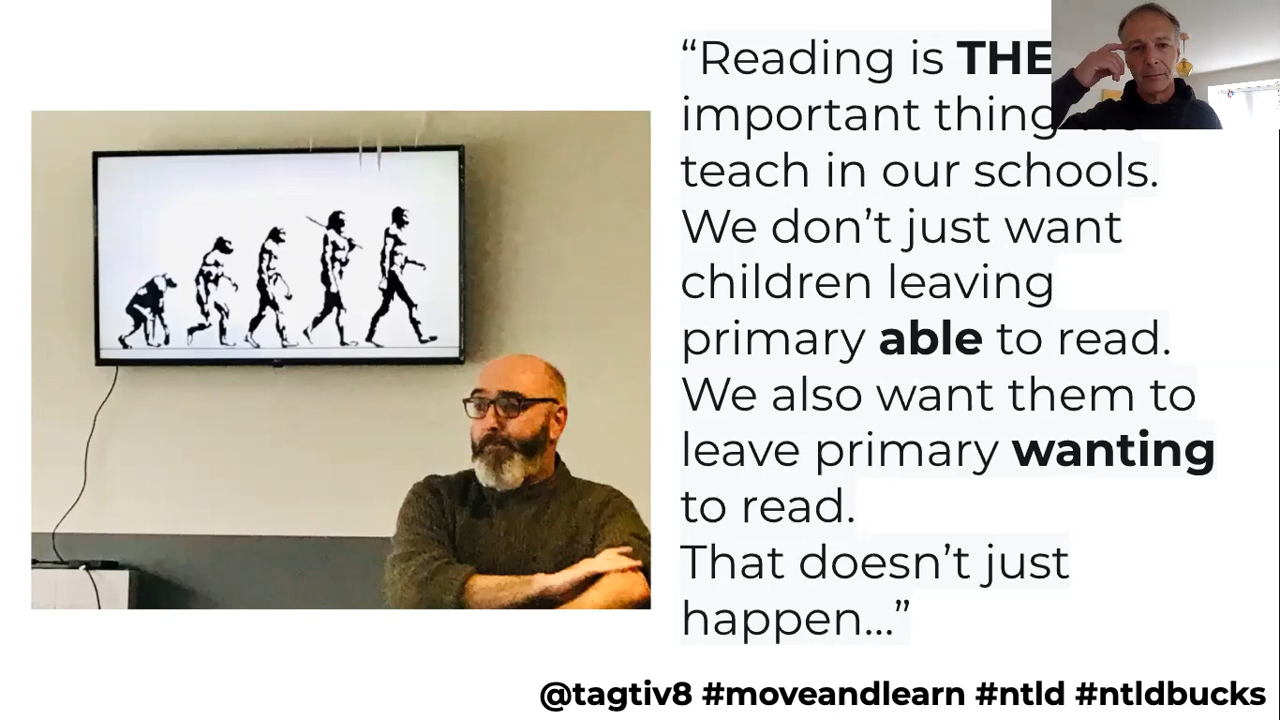 “Reading is THE
important thing
teach in our schools.
We don’t just want
children leaving
primary able to read.
We also want them to
leave primary wanting
to read.
That doesn’t just
happen...”
@tagtiv8 #moveandlearn #ntld #ntldbucks